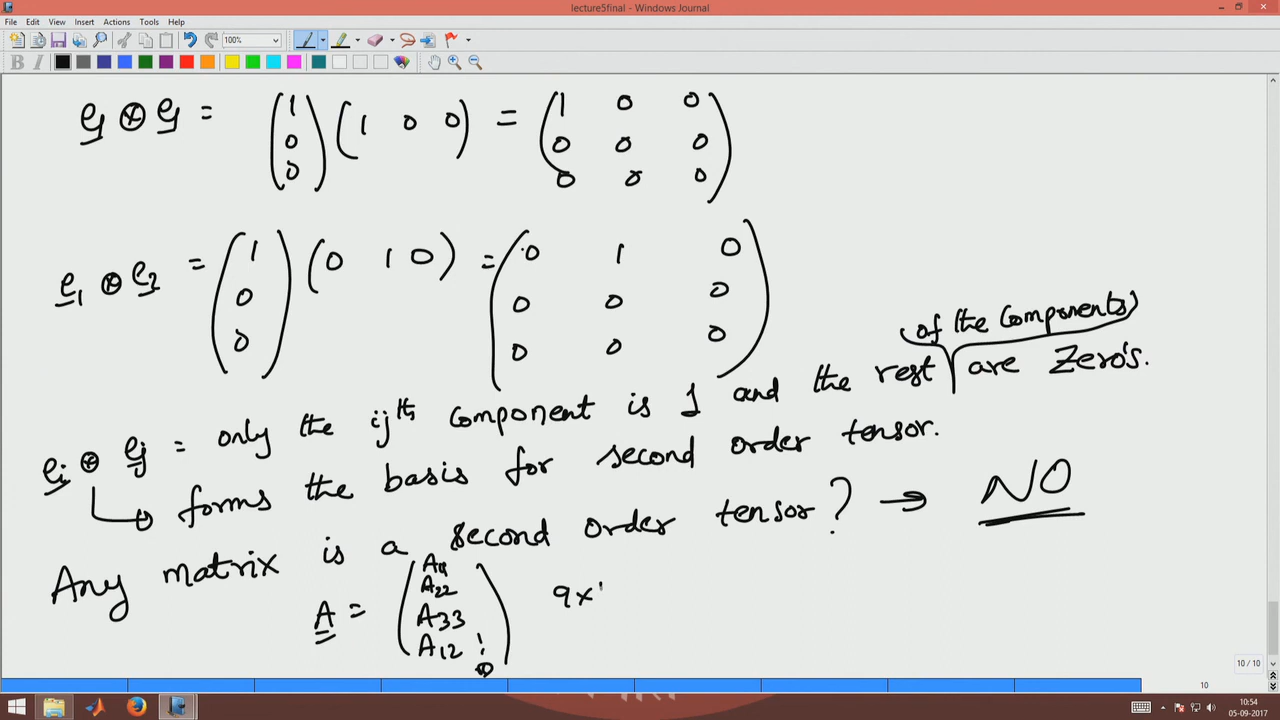 lecture5final - Windows Journal
File Edit View Insert Actions Tools Help
100%
B I
e1 ⊗ e1 = (1 0 0) (1 0 0) = (1 0 0
0 0 0
0 0 0)
e1 ⊗ e2 = (1 0 0) (0 1 0) = (0 1 0
0 0 0
0 0 0)
(of the components)
ei ⊗ ej = only the ijth component is 1 and the rest are Zero's.
forms the basis for second order tensor.
Any matrix is a second order tensor? → NO
A = (A11
A22
A33
A12 ⋮)
9x1
10 / 10
10
10:54
05-09-2017